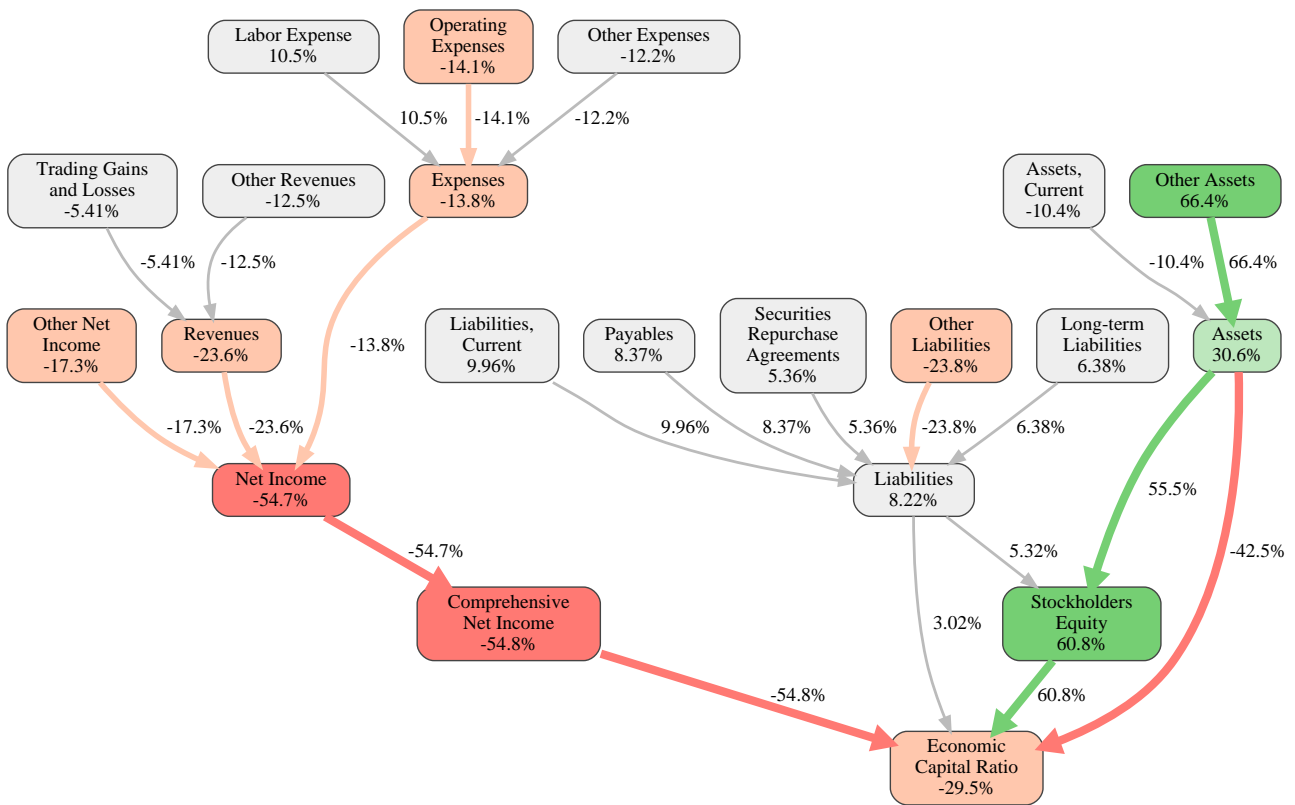 Labor Expense
10.5%
Operating
Expenses
-14.1%
Other Expenses
-12.2%
10.5%
-14.1%
-12.2%
Trading Gains
and Losses
-5.41%
Other Revenues
-12.5%
Expenses
-13.8%
Assets,
Current
-10.4%
Other Assets
66.4%
-5.41%
-12.5%
-10.4%
66.4%
Other Net
Income
-17.3%
Revenues
-23.6%
-13.8%
Liabilities,
Current
9.96%
Payables
8.37%
Securities
Repurchase
Agreements
5.36%
Other
Liabilities
-23.8%
Long-term
Liabilities
6.38%
Assets
30.6%
-17.3%
-23.6%
9.96%
8.37%
5.36%
-23.8%
6.38%
Net Income
-54.7%
Liabilities
8.22%
55.5%
-54.7%
5.32%
-42.5%
Comprehensive
Net Income
-54.8%
3.02%
Stockholders
Equity
60.8%
-54.8%
60.8%
Economic
Capital Ratio
-29.5%